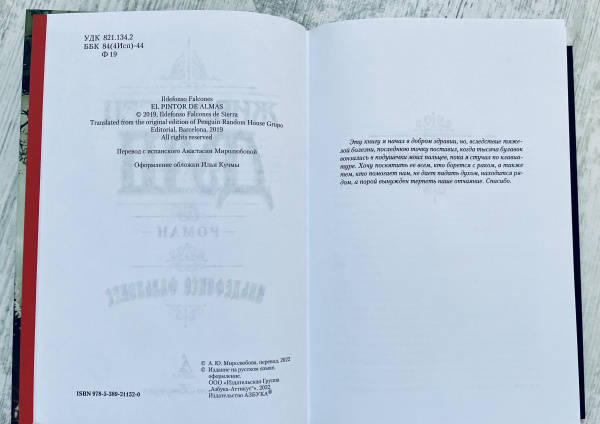 УДК 821.134.2
ББК 84(4Исп)-44
Ф 19
Ildefonso Falcones
EL PINTOR DE ALMAS
© 2019, Ildefonso Falcones de Sierra
Translated from the original edition of Penguin Random House Grupo
Editorial, Barcelona, 2019
All rights reserved
Перевод с испанского Анастасии Миролюбовой
Оформление обложки Ильи Кучмы
© А. Ю. Миролюбова, перевод, 2022
© Издание на русском языке,
оформление.
ООО «Издательская Группа
„Азбука-Аттикус“», 2022
Издательство АЗБУКА®
ISBN 978-5-389-21152-0
Эту книгу я начал в добром здравии, но, вследствие тяже-
лой болезни, последнюю точку поставил, когда тысяча булавок
вонзались в подушечки моих пальцев, пока я стучал по клавиа-
туре. Хочу посвятить ее всем, кто борется с раком, а также
тем, кто помогает нам, не дает падать духом, находится ря-
дом, а порой вынужден терпеть наше отчаяние. Спасибо.